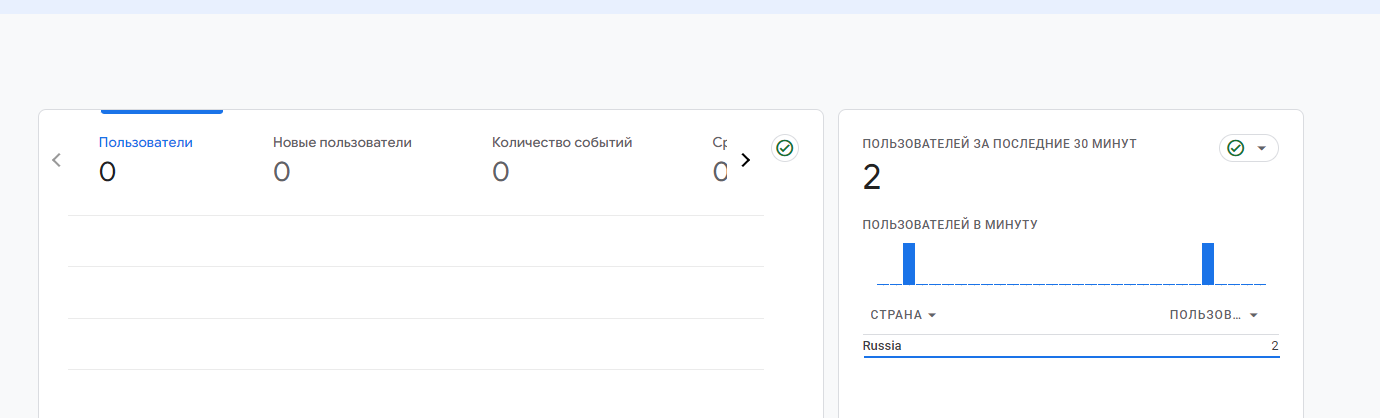 Пользователи
0
Новые пользователи
0
Количество событий
0
Ср
0
ПОЛЬЗОВАТЕЛЕЙ ЗА ПОСЛЕДНИЕ 30 МИНУТ
2
ПОЛЬЗОВАТЕЛЕЙ В МИНУТУ
СТРАНА
ПОЛЬЗОВ...
Russia 2